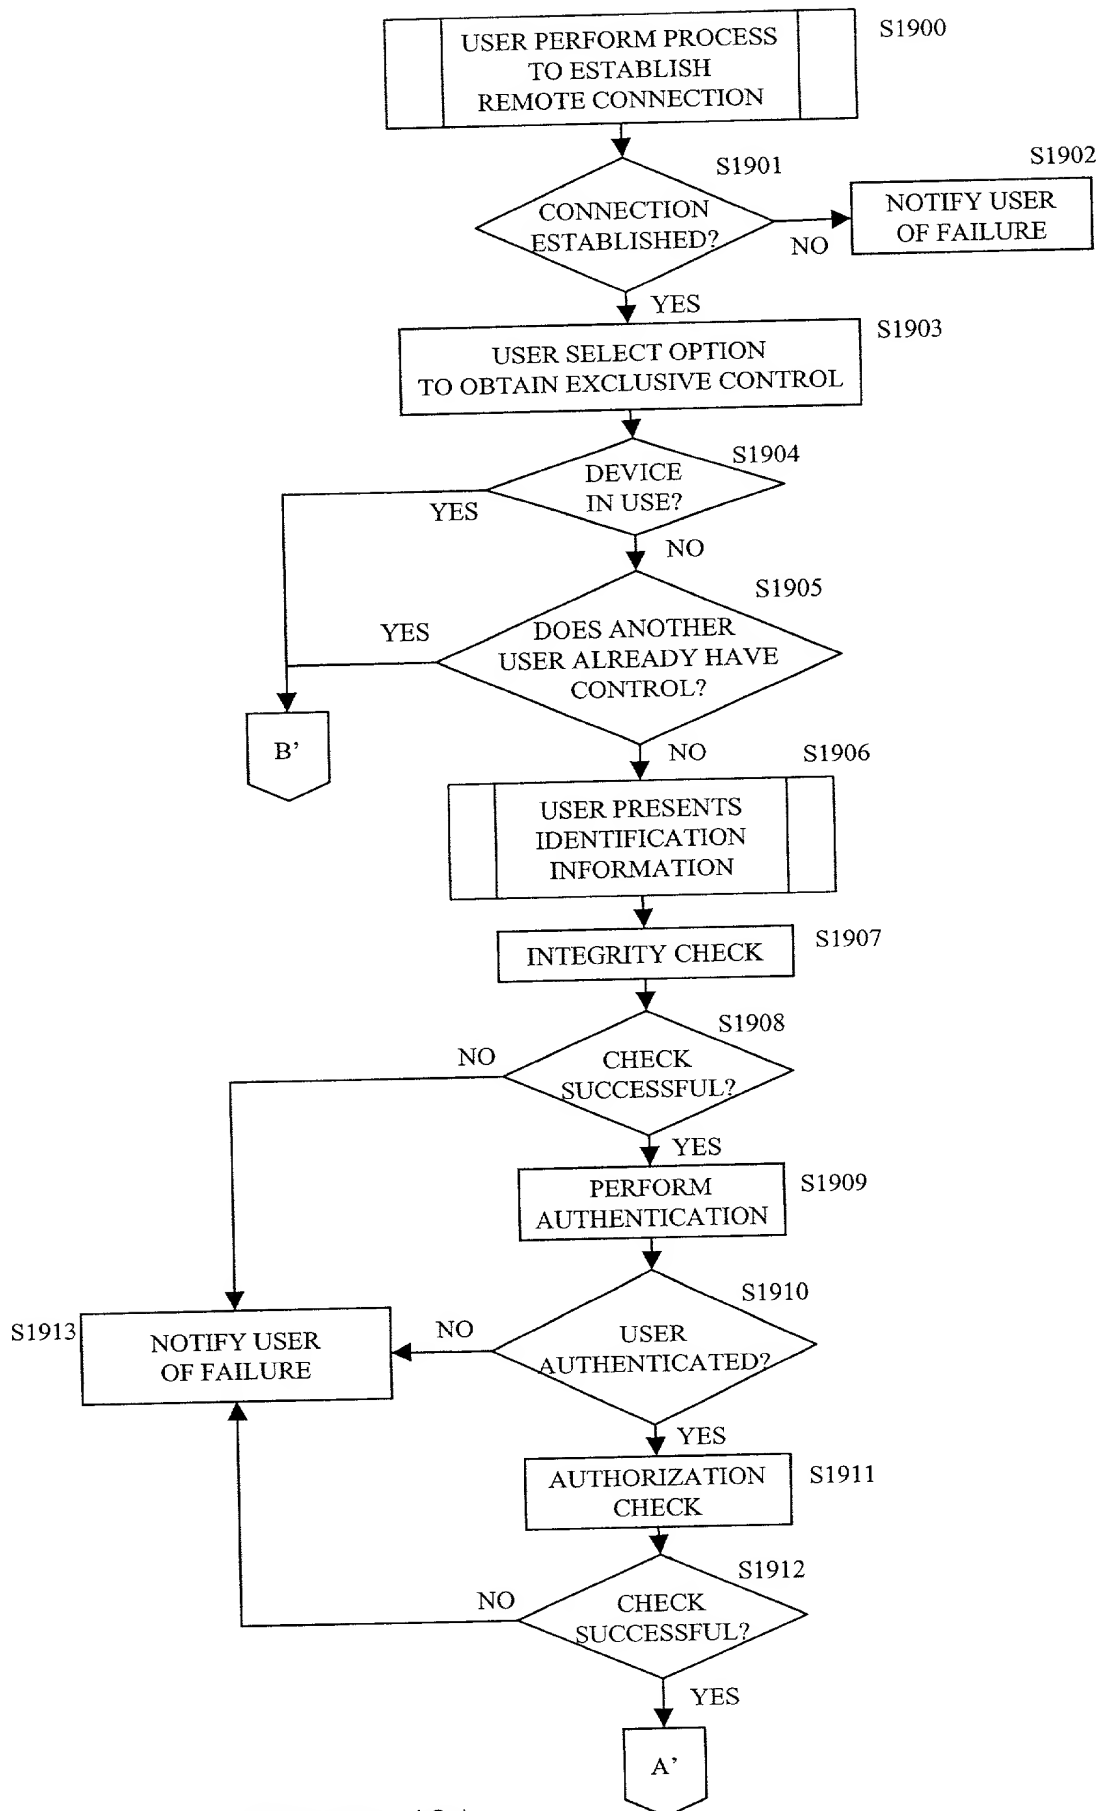 USER PERFORM PROCESS
TO ESTABLISH
REMOTE CONNECTION
S1900
S1901
CONNECTION
ESTABLISHED?
NO
S1902
NOTIFY USER
OF FAILURE
YES
USER SELECT OPTION
TO OBTAIN EXCLUSIVE CONTROL
S1903
S1904
DEVICE
IN USE?
YES
NO
S1905
YES
DOES ANOTHER
USER ALREADY HAVE
CONTROL?
B’
NO
S1906
USER PRESENTS
IDENTIFICATION
INFORMATION
INTEGRITY CHECK
S1907
S1908
NO
CHECK
SUCCESSFUL?
YES
PERFORM
AUTHENTICATION
S1909
S1910
S1913
NOTIFY USER
OF FAILURE
NO
USER
AUTHENTICATED?
YES
AUTHORIZATION
CHECK
S1911
S1912
NO
CHECK
SUCCESSFUL?
YES
A’